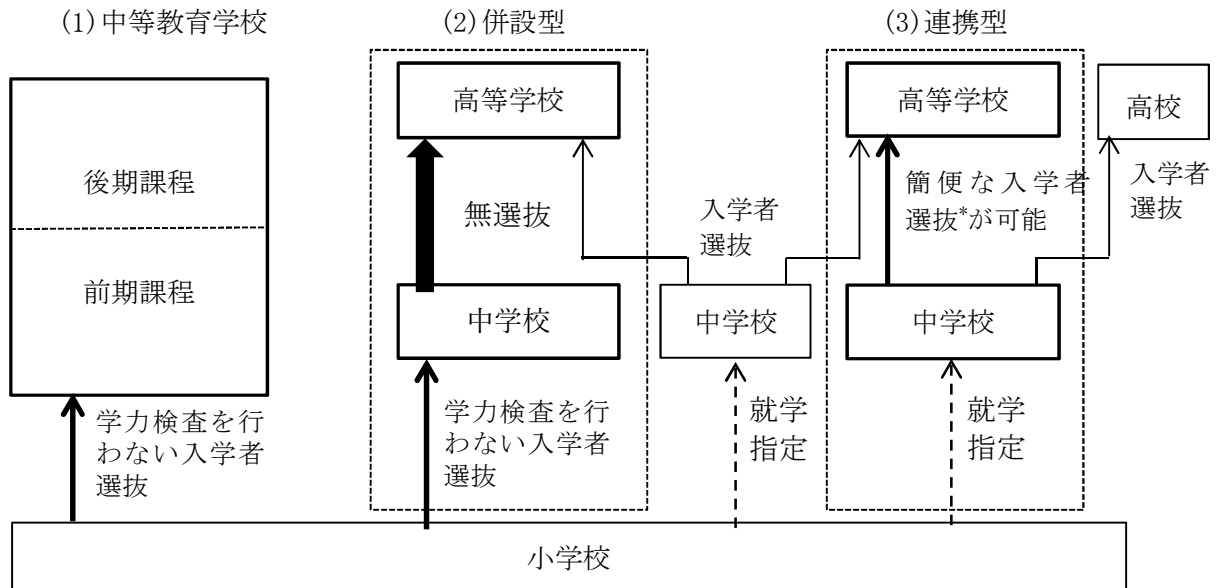 (1)中等教育学校
(2)併設型
(3)連携型
後期課程
前期課程
学力検査を行
わない入学者
選抜
高等学校
無選抜
中学校
学力検査を行
わない入学者
選抜
入学者
選抜
中学校
就学
指定
高等学校
簡便な入学者
選抜*が可能
中学校
就学
指定
高校
入学者
選抜
小学校